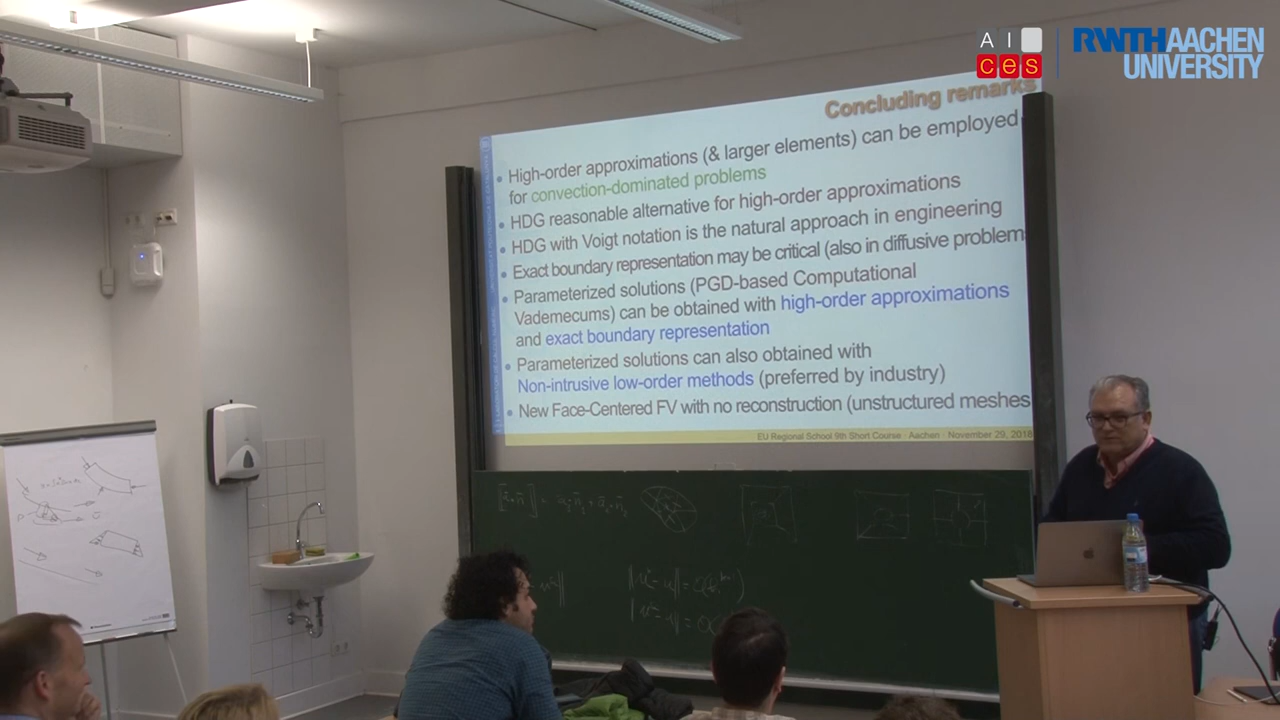 AICES
RWTHAACHEN
UNIVERSITY
Concluding remarks
• High-order approximations (& larger elements) can be employed
for convection-dominated problems
• HDG reasonable alternative for high-order approximations
• HDG with Voigt notation is the natural approach in engineering
• Exact boundary representation may be critical (also in diffusive problem
• Parameterized solutions (PGD-based Computational
Vademecums) can be obtained with high-order approximations
and exact boundary representation
• Parameterized solutions can also obtained with
Non-intrusive low-order methods (preferred by industry)
• New Face-Centered FV with no reconstruction (unstructured meshes
EU Regional School 9th Short Course · Aachen · November 29, 2018